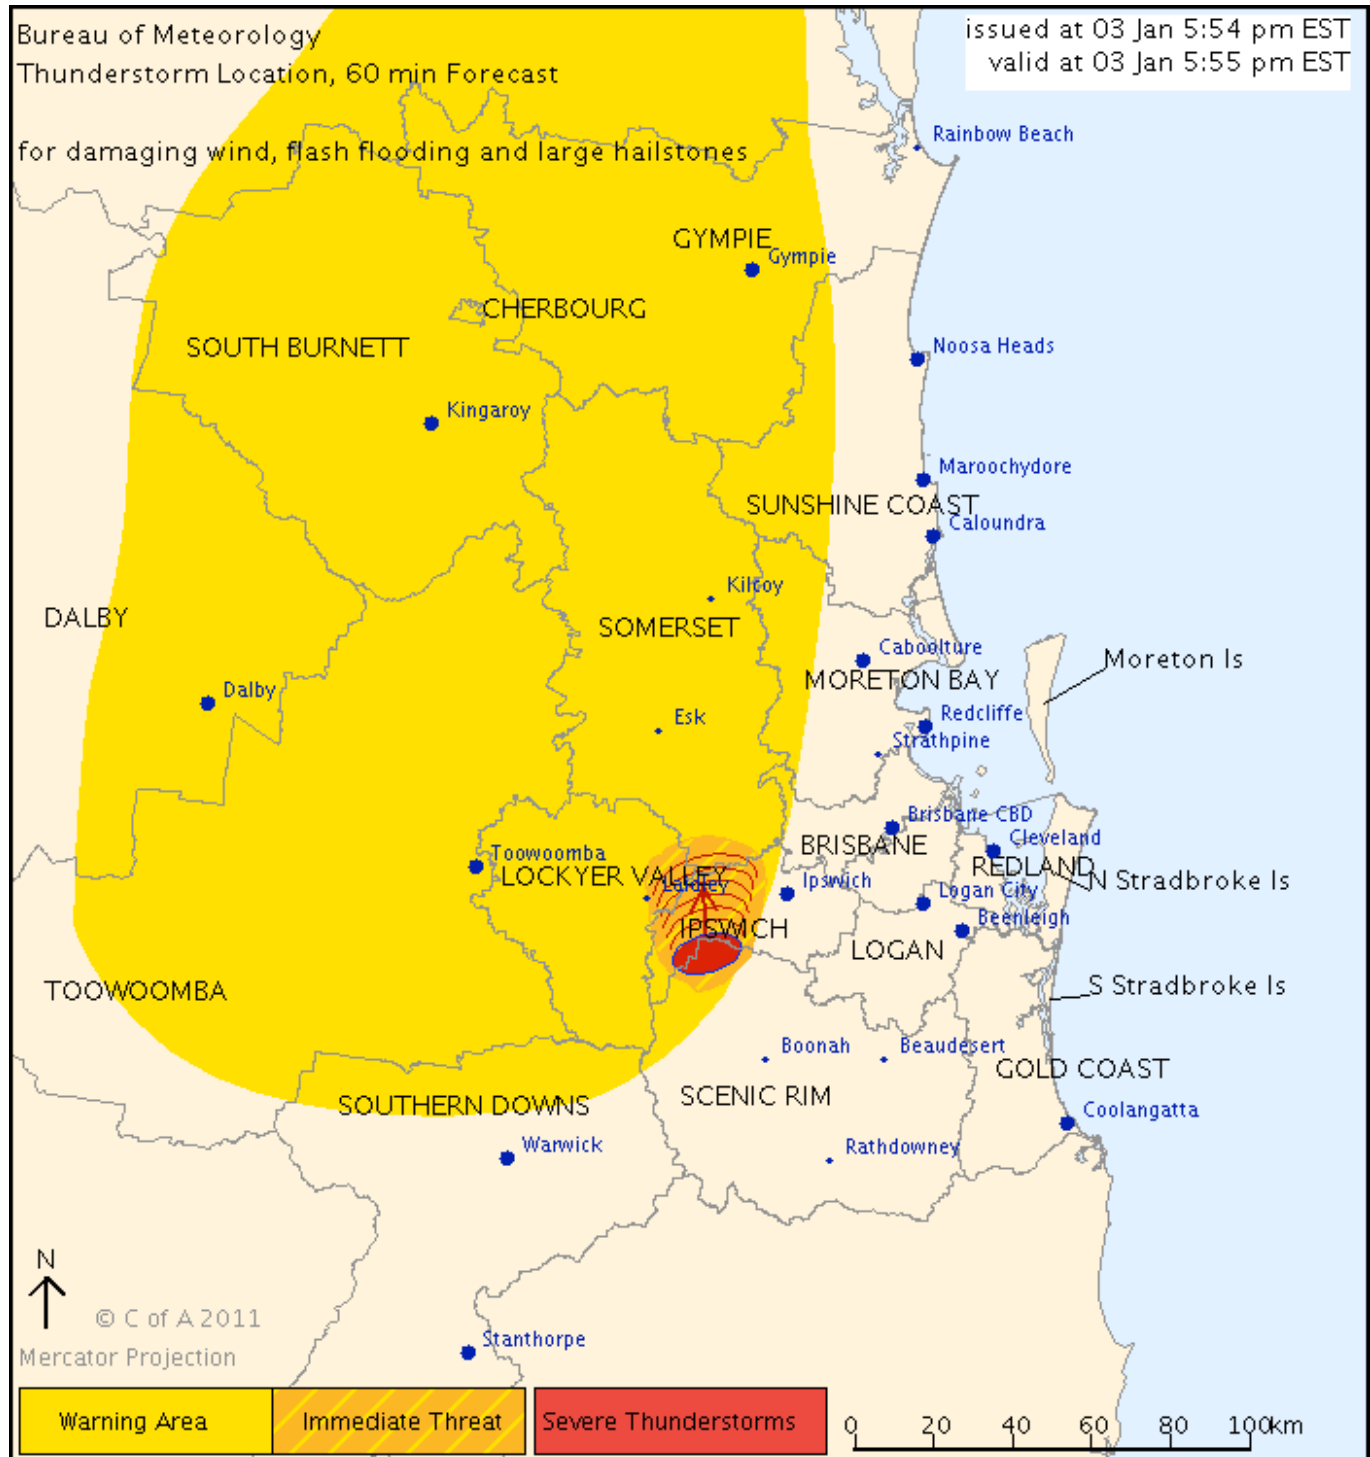 Bureau of Meteorology
issued at 03 Jan 5:54 pm EST
Thunderstorm Location, 60 min Forecast
valid at 03 Jan 5:55 pm EST
for damaging wind, flash flooding and large hailstones
Rainbow Beach
GYMPIE
Gympie
CHERBOURG
SOUTH BURNETT
Noosa Heads
Kingaroy
Maroochydore
SUNSHINE COAST
Caloundra
Kilcoy
DALBY
SOMERSET
Caboolture
Moreton Is
MORETON BAY
Dalby
Esk
Redcliffe
Strathpine
Brisbane CBD
BRISBANE
Cleveland
Toowoomba
REDLAND
LOCKYER VALLEY
Laidley
Ipswich
N Stradbroke Is
Logan City
Beenleigh
IPSWICH
LOGAN
TOOWOOMBA
S Stradbroke Is
Boonah
Beaudesert
GOLD COAST
SCENIC RIM
SOUTHERN DOWNS
Coolangatta
Warwick
Rathdowney
N
© C of A 2011
Stanthorpe
Mercator Projection
Warning Area
Immediate Threat
Severe Thunderstorms
0 20 40 60 80 100km